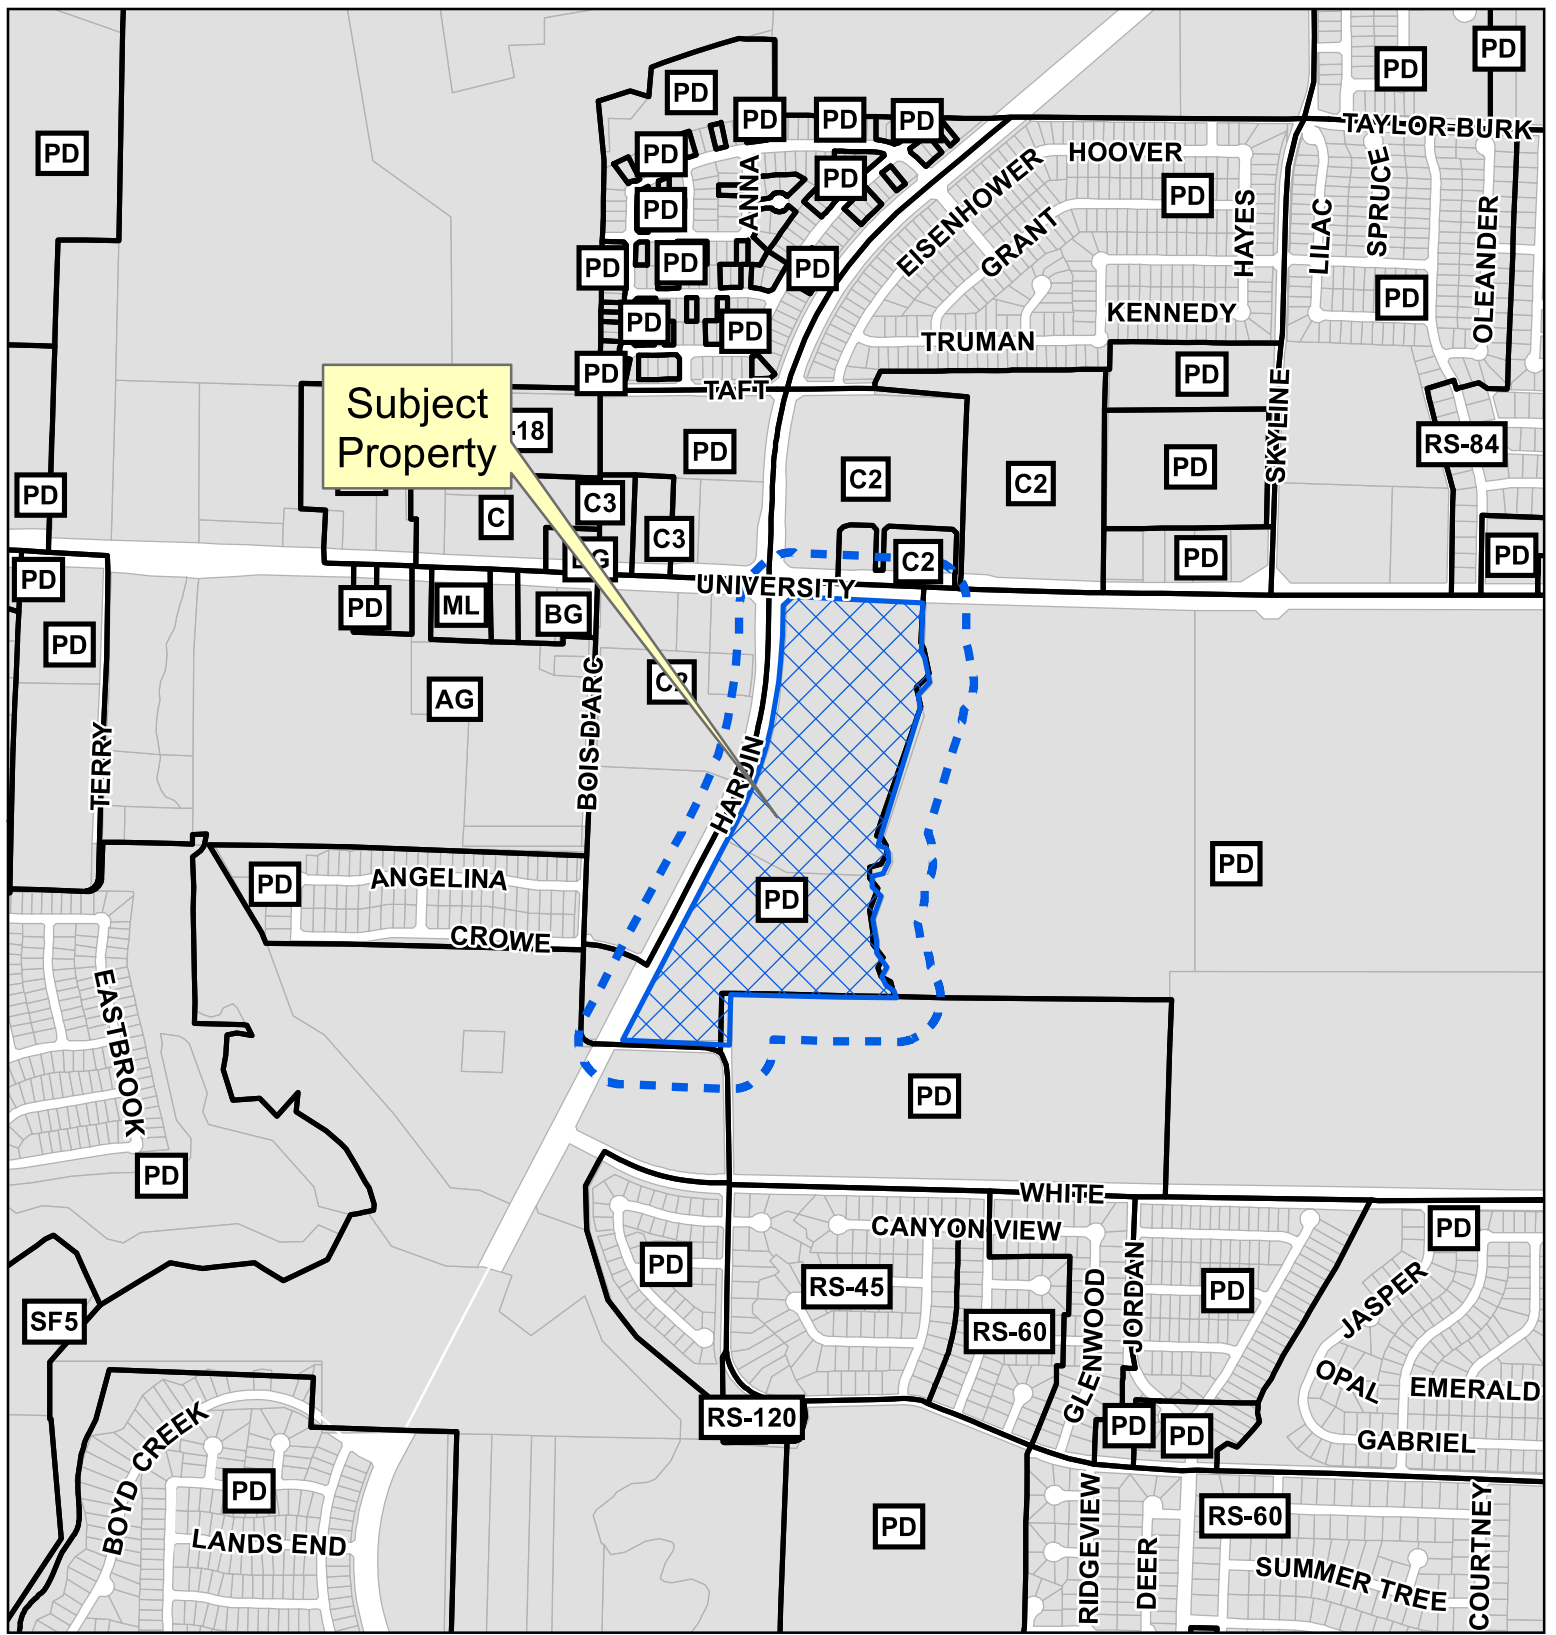 PD
PD
PD
TAYLOR-BURK
PD
PD
PD
PD
PD
HOOVER
PD
PD
ANNA
EISENHOWER
PD
HAYES
LILAC
SPRUCE
OLEANDER
PD
GRANT
PD
PD
PD
PD
KENNEDY
PD
PD
TRUMAN
PD
TAFT
PD
SKYLINE
Subject
Property
-18
PD
C2
C2
PD
RS-84
PD
C
C3
C3
C2
PD
PD
PD
UNIVERSITY
PD
ML
BG
PD
AG
BOIS D'ARC
C2
TERRY
HARDIN
PD
PD
ANGELINA
PD
CROWE
EASTBROOK
PD
PD
WHITE
CANYON VIEW
PD
PD
RS-45
GLENWOOD
JORDAN
PD
JASPER
SF5
RS-60
OPAL
EMERALD
BOYD CREEK
RS-120
PD
PD
GABRIEL
PD
LANDS END
PD
RIDGEVIEW
DEER
RS-60
SUMMER TREE
COURTNEY